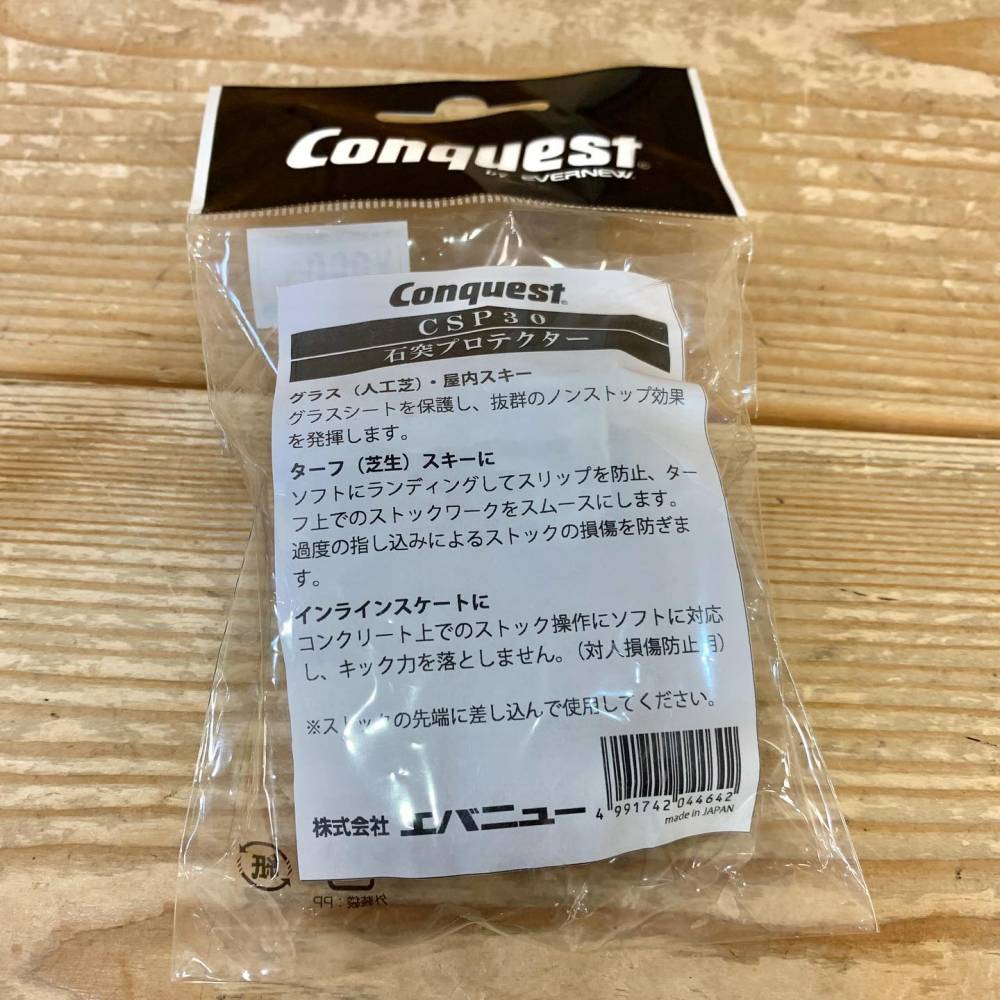 Conquest®
by EVERNEW.
Conquest®
CSP30
石突プロテクター
グラス（人工芝）・屋内スキー
グラスシートを保護し、抜群のノンストップ効果
を発揮します。
ターフ（芝生）スキーに
ソフトにランディングしてスリップを防止、ター
フ上でのストックワークをスムースにします。
過度の指し込みによるストックの損傷を防ぎま
す。
インラインスケートに
コンクリート上でのストック操作にソフトに対応
し、キック力を落としません。（対人損傷防止用）
※ストックの先端に差し込んで使用してください。
株式会社 エバニュー
4 991742 044642
made in JAPAN
紙
外装袋：PP